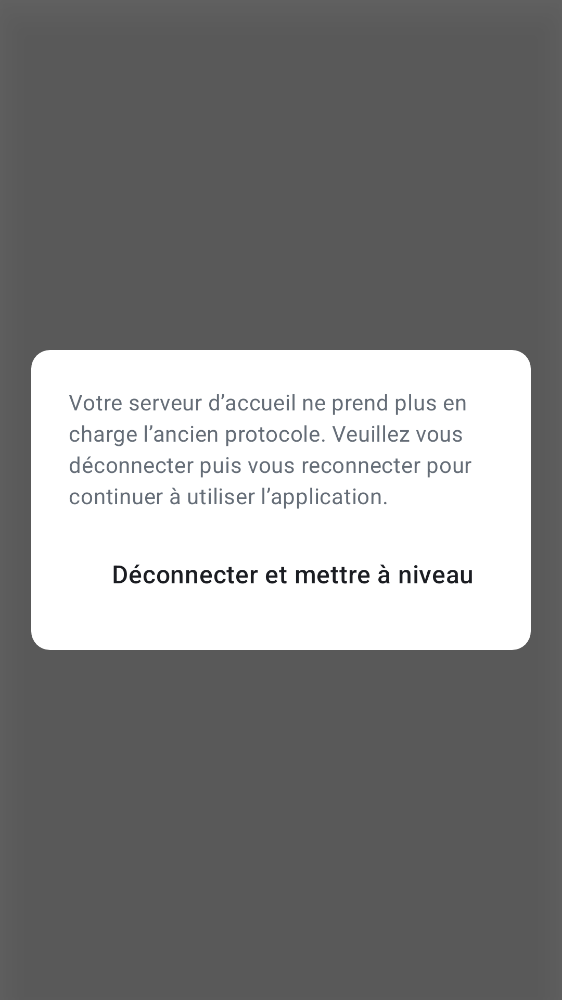 Votre serveur d’accueil ne prend plus en
charge l’ancien protocole. Veuillez vous
déconnecter puis vous reconnecter pour
continuer à utiliser l’application.
Déconnecter et mettre à niveau